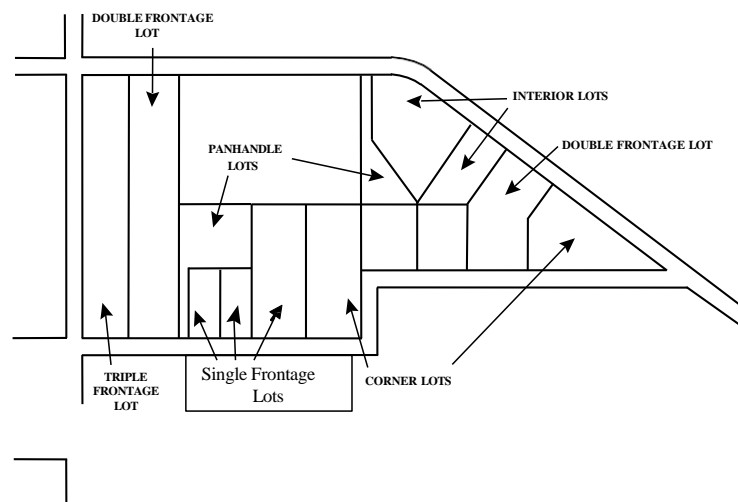 DOUBLE FRONTAGE
LOT
INTERIOR LOTS
DOUBLE FRONTAGE LOT
PANHANDLE
LOTS
TRIPLE
FRONTAGE
LOT
Single Frontage
Lots
CORNER LOTS